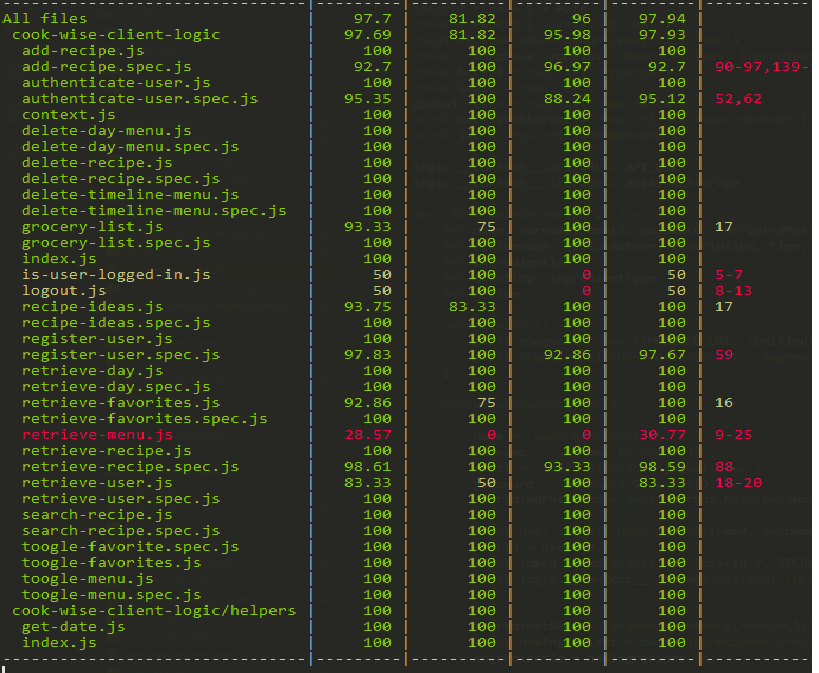 All files | 97.7 | 81.82 | 96 | 97.94 |
cook-wise-client-logic | 97.69 | 81.82 | 95.98 | 97.93 |
add-recipe.js | 100 | 100 | 100 | 100 |
add-recipe.spec.js | 92.7 | 100 | 96.97 | 92.7 | 90-97,139-
authenticate-user.js | 100 | 100 | 100 | 100 |
authenticate-user.spec.js | 95.35 | 100 | 88.24 | 95.12 | 52,62
context.js | 100 | 100 | 100 | 100 |
delete-day-menu.js | 100 | 100 | 100 | 100 |
delete-day-menu.spec.js | 100 | 100 | 100 | 100 |
delete-recipe.js | 100 | 100 | 100 | 100 |
delete-recipe.spec.js | 100 | 100 | 100 | 100 |
delete-timeline-menu.js | 100 | 100 | 100 | 100 |
delete-timeline-menu.spec.js | 100 | 100 | 100 | 100 |
grocery-list.js | 93.33 | 75 | 100 | 100 | 17
grocery-list.spec.js | 100 | 100 | 100 | 100 |
index.js | 100 | 100 | 100 | 100 |
is-user-logged-in.js | 50 | 100 | 0 | 50 | 5-7
logout.js | 50 | 100 | 0 | 50 | 8-13
recipe-ideas.js | 93.75 | 83.33 | 100 | 100 | 17
recipe-ideas.spec.js | 100 | 100 | 100 | 100 |
register-user.js | 100 | 100 | 100 | 100 |
register-user.spec.js | 97.83 | 100 | 92.86 | 97.67 | 59
retrieve-day.js | 100 | 100 | 100 | 100 |
retrieve-day.spec.js | 100 | 100 | 100 | 100 |
retrieve-favorites.js | 92.86 | 75 | 100 | 100 | 16
retrieve-favorites.spec.js | 100 | 100 | 100 | 100 |
retrieve-menu.js | 28.57 | 0 | 0 | 30.77 | 9-25
retrieve-recipe.js | 100 | 100 | 100 | 100 |
retrieve-recipe.spec.js | 98.61 | 100 | 93.33 | 98.59 | 88
retrieve-user.js | 83.33 | 50 | 100 | 83.33 | 18-20
retrieve-user.spec.js | 100 | 100 | 100 | 100 |
search-recipe.js | 100 | 100 | 100 | 100 |
search-recipe.spec.js | 100 | 100 | 100 | 100 |
toogle-favorite.spec.js | 100 | 100 | 100 | 100 |
toogle-favorites.js | 100 | 100 | 100 | 100 |
toogle-menu.js | 100 | 100 | 100 | 100 |
toogle-menu.spec.js | 100 | 100 | 100 | 100 |
cook-wise-client-logic/helpers | 100 | 100 | 100 | 100 |
get-date.js | 100 | 100 | 100 | 100 |
index.js | 100 | 100 | 100 | 100 |